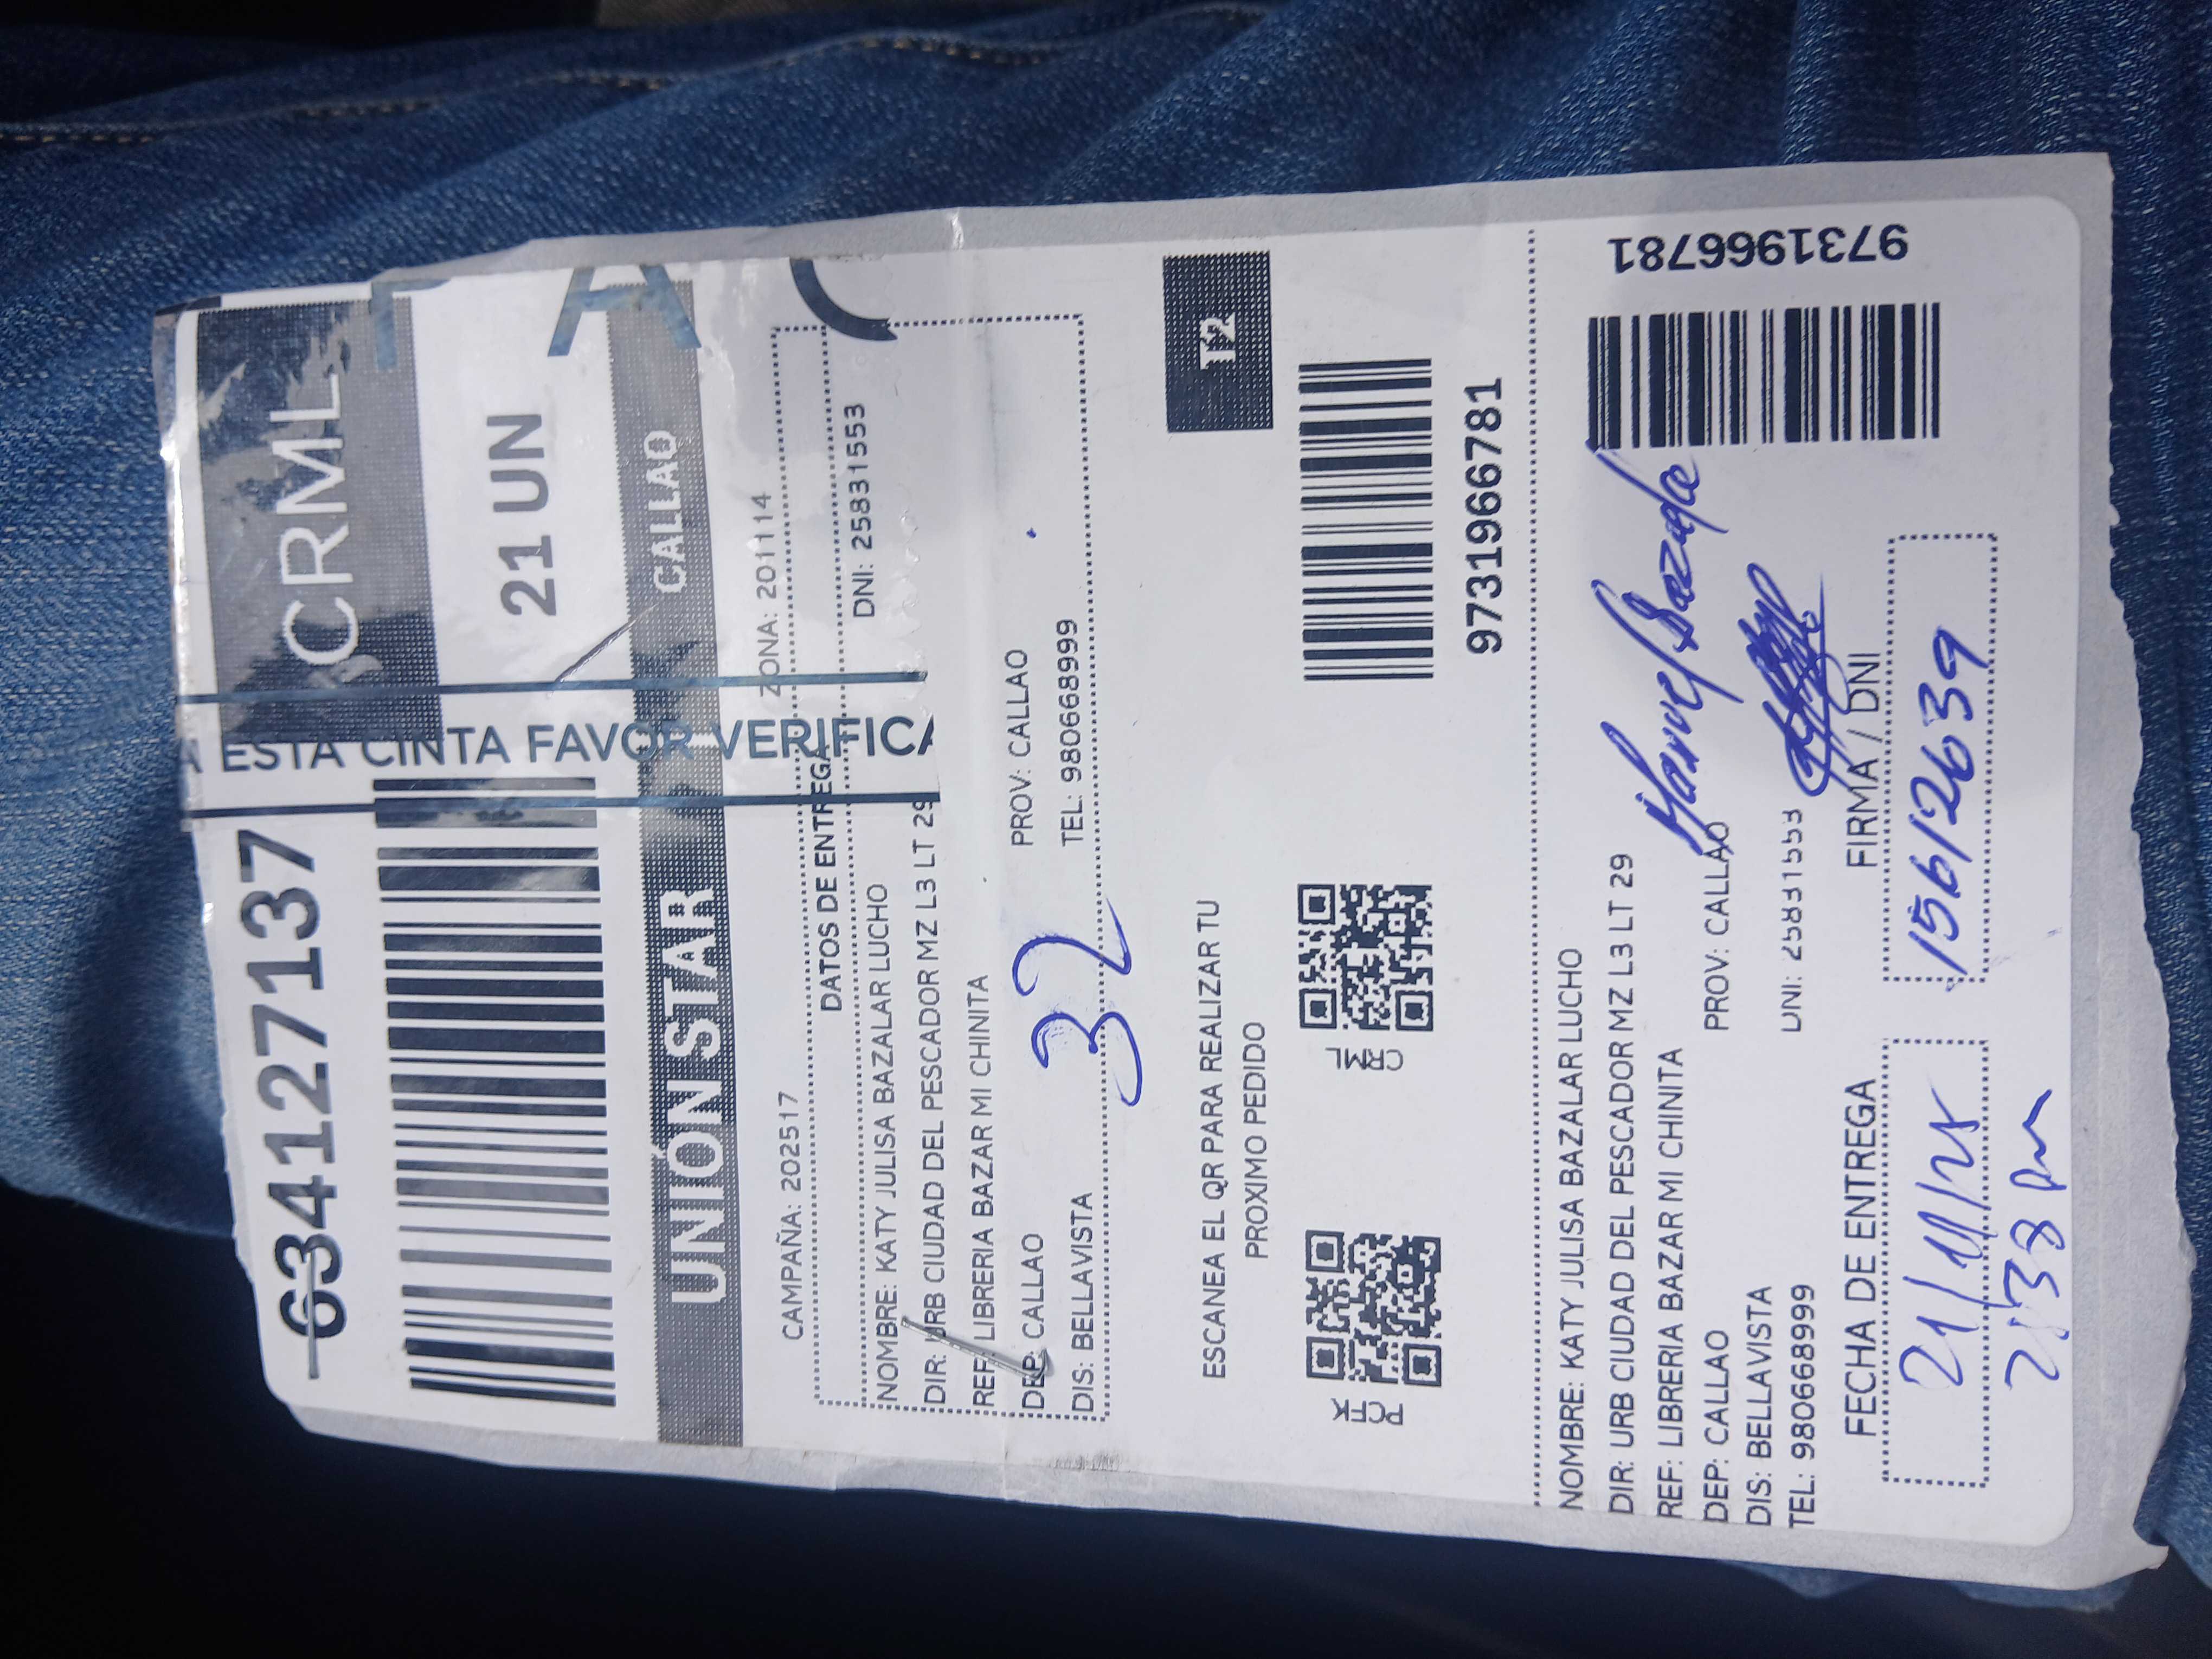 634127137
CRML
21 UN
A ESTA CINTA FAVOR VERIFICA
UNIÓN STAR
CALLAO
CAMPAÑA: 202517 ZONA: 201114
DATOS DE ENTREGA
NOMBRE: KATY JULISA BAZALAR LUCHO DNI: 25831553
DIR: URB CIUDAD DEL PESCADOR MZ L3 LT 29
REF: LIBRERIA BAZAR MI CHINITA
DEP: CALLAO PROV: CALLAO
DIS: BELLAVISTA TEL: 980668999
32
ESCANEA EL QR PARA REALIZAR TU
PROXIMO PEDIDO
T2
CRML
9731966781
9731966781
NOMBRE: KATY JULISA BAZALAR LUCHO
DIR: URB CIUDAD DEL PESCADOR MZ L3 LT 29
REF: LIBRERIA BAZAR MI CHINITA
DEP: CALLAO PROV: CALLAO
DIS: BELLAVISTA
TEL: 980668999 DNI: 25831553
FECHA DE ENTREGA FIRMA / DNI
21/11/25 15612639
2:38 pm